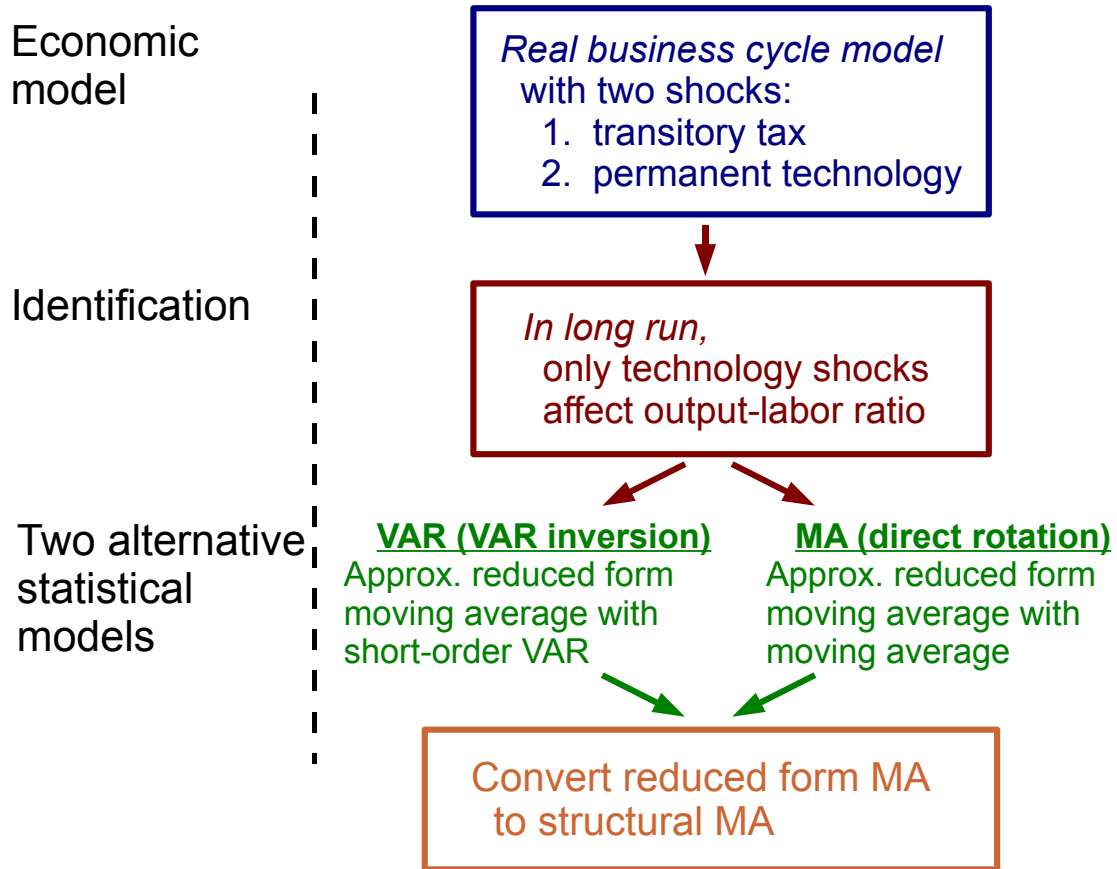 Economic
model
Real business cycle model
with two shocks:
1. transitory tax
2. permanent technology
Identification
In long run,
only technology shocks
affect output-labor ratio
Two alternative
statistical
models
VAR (VAR inversion)
Approx. reduced form
moving average with
short-order VAR
MA (direct rotation)
Approx. reduced form
moving average with
moving average
Convert reduced form MA
to structural MA